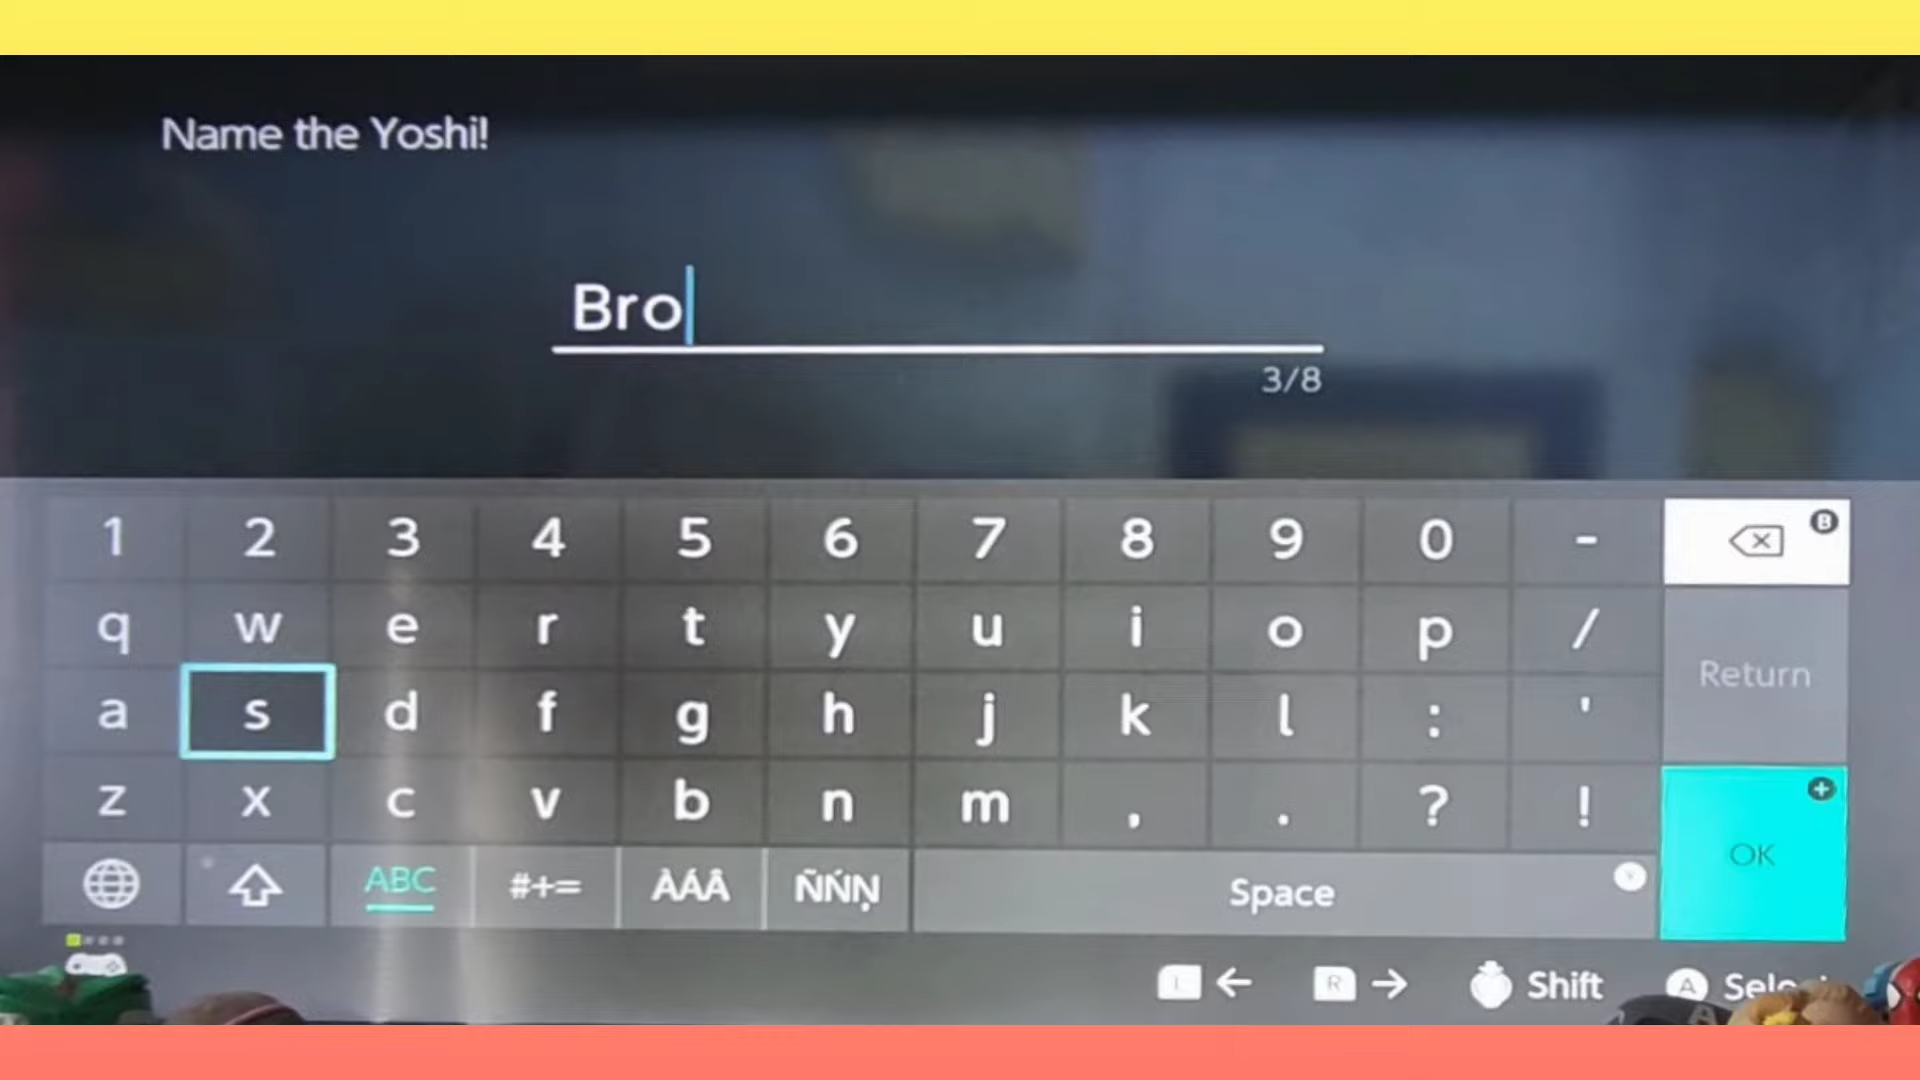 Name the Yoshi!
Bro
3/8
1 2 3 4 5 6 7 8 9 0 - B
q w e r t y u i o p /
Return
a s d f g h j k l : '
z x c v b n m , . ? ! +
OK
ABC #+= ÀÁÂ ÑŃŅ Space Y
L ← R → Shift A Select